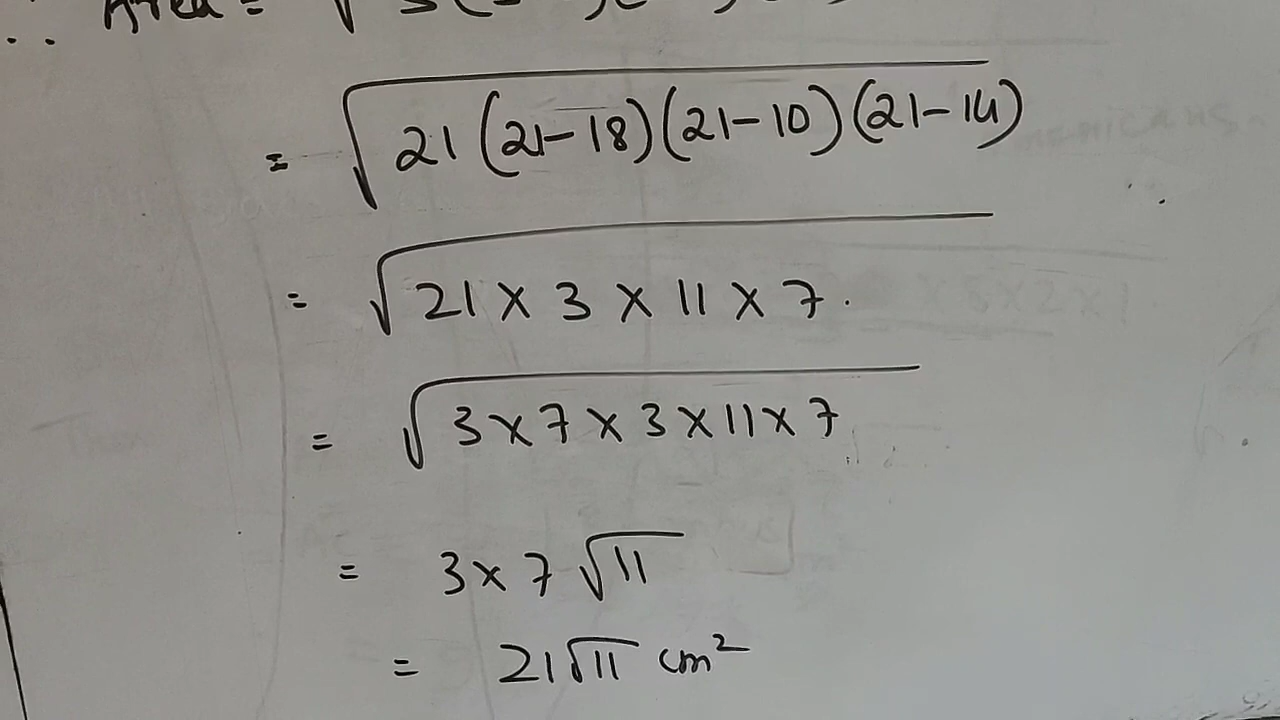 ∴ Area = √
= √21(21-18)(21-10)(21-14)
= √21 × 3 × 11 × 7.
= √3 × 7 × 3 × 11 × 7
= 3 × 7 √11
= 21√11 cm²